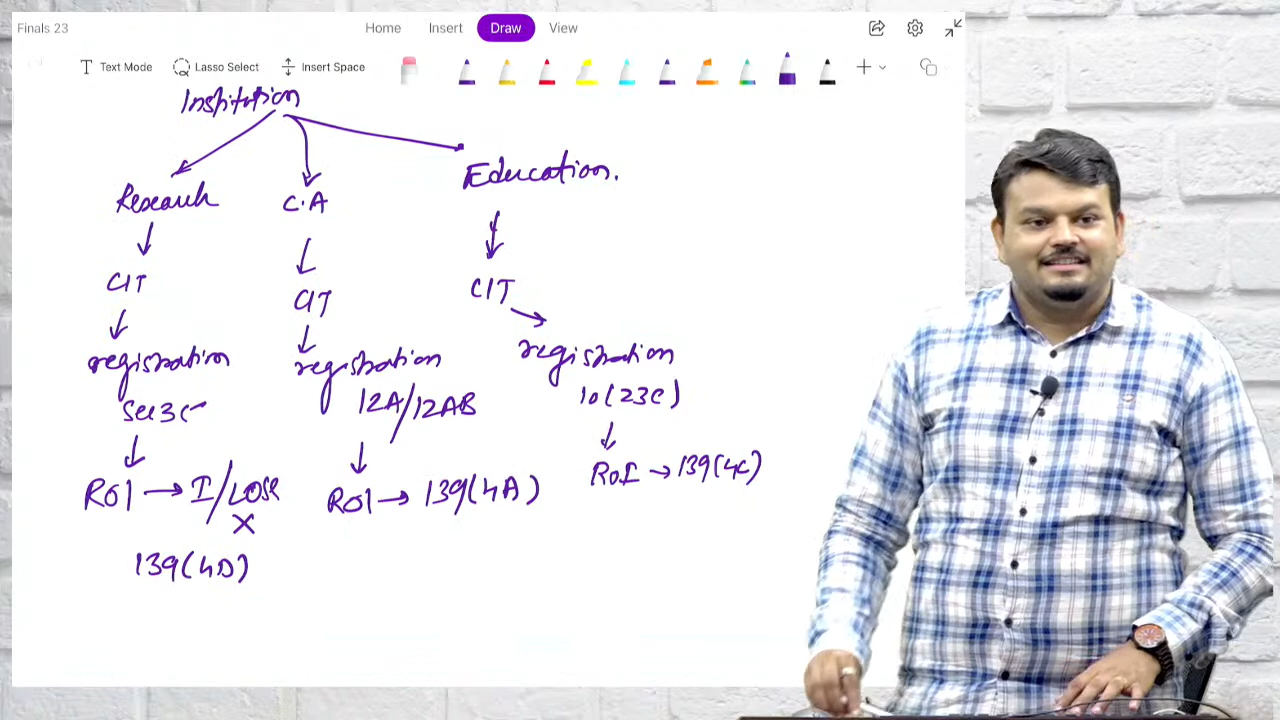 Finals 23
Home Insert Draw View
Text Mode Lasso Select Insert Space
Institution
Research C.A Education.
CIT CIT CIT
registration registration registration
Sec 35 12A/12AB 10(23C)
ROI → I/LOSS ROI → 139(4A) ROI → 139(4C)
X
139(4D)